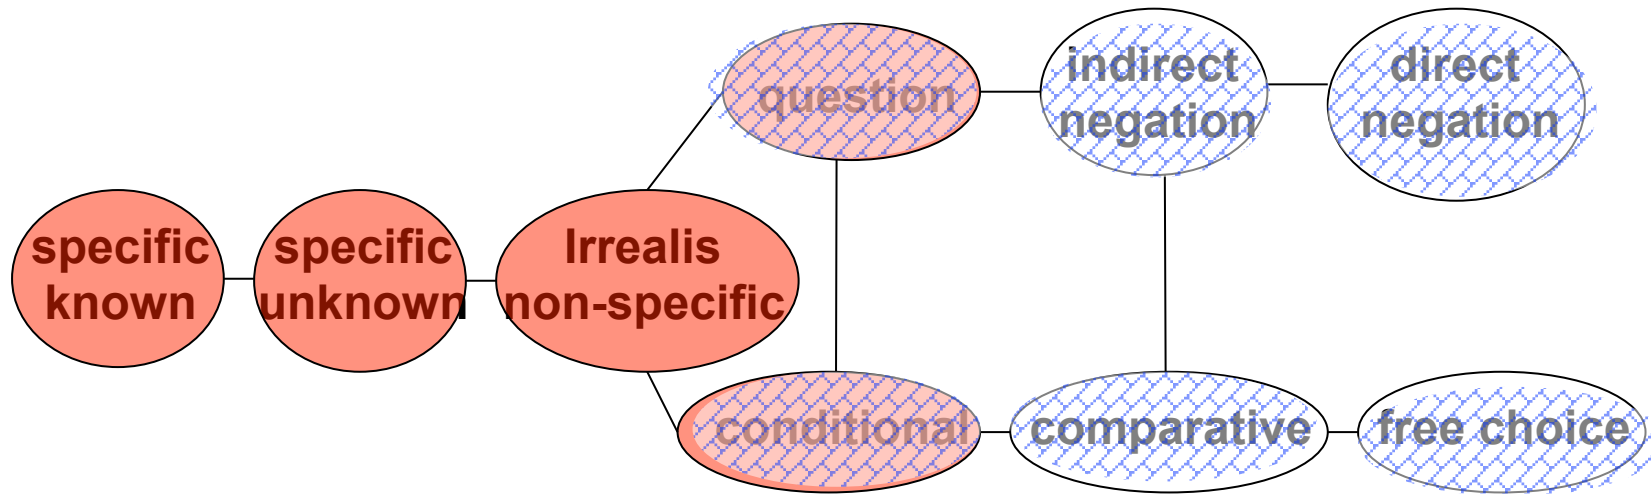 question
indirect
negation
direct
negation
specific
known
specific
unknown
Irrealis
non-specific
conditional
comparative
free choice